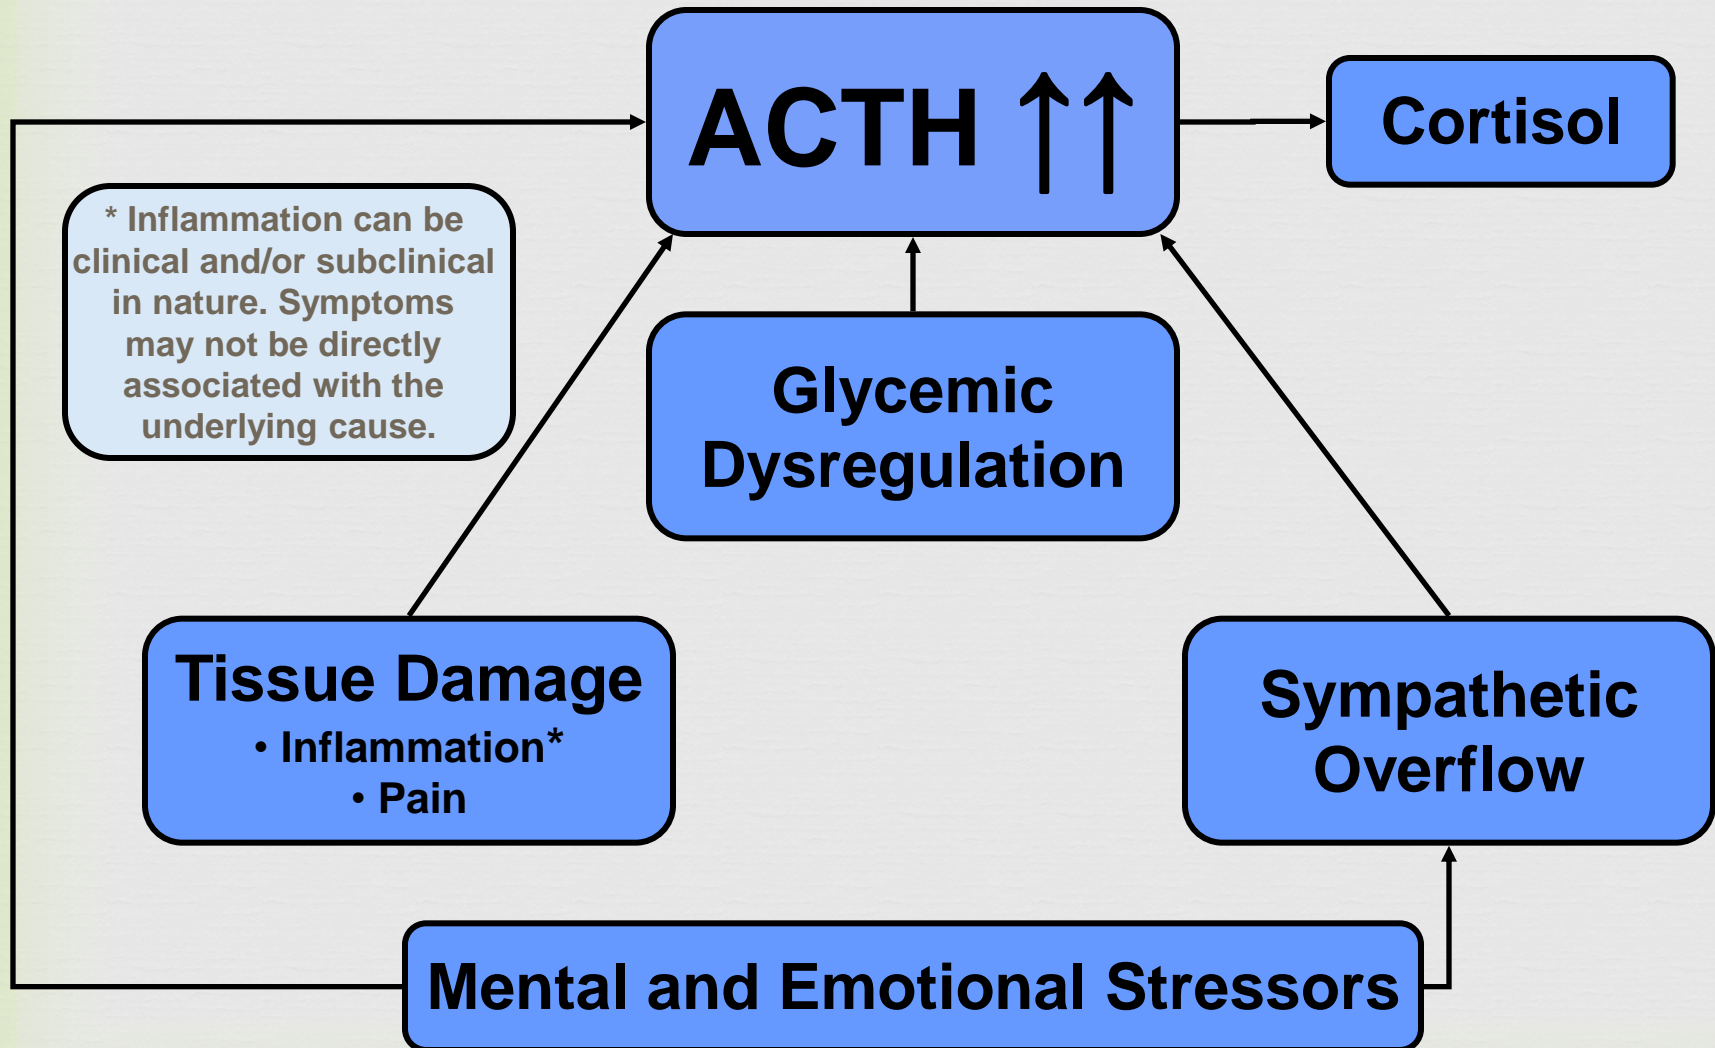 ACTH ↑↑
Cortisol
* Inflammation can be
clinical and/or subclinical
in nature. Symptoms
may not be directly
associated with the
underlying cause.
Glycemic
Dysregulation
Tissue Damage
• Inflammation*
• Pain
Sympathetic
Overflow
Mental and Emotional Stressors